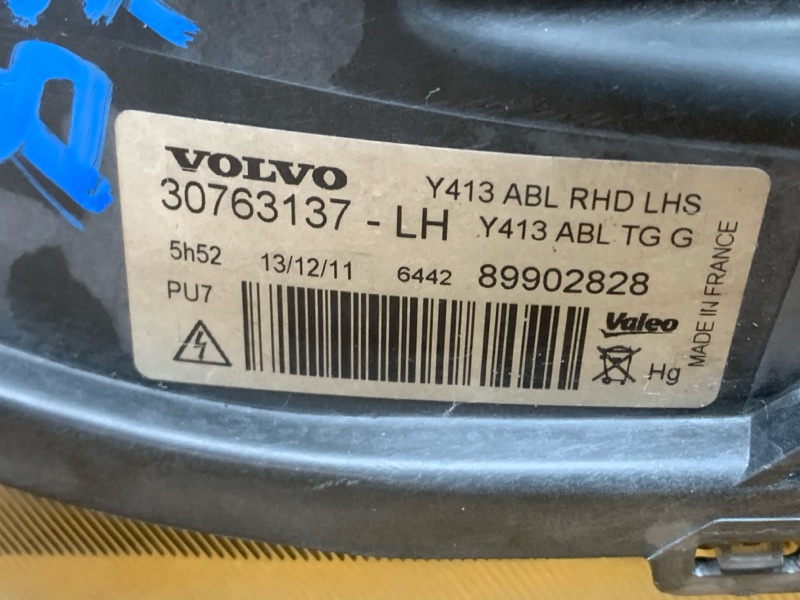 VOLVO
30763137 - LH
Y413 ABL RHD LHS
Y413 ABL TG G
5h52 13/12/11 6442 89902828
PU7
Valeo
Hg
MADE IN FRANCE